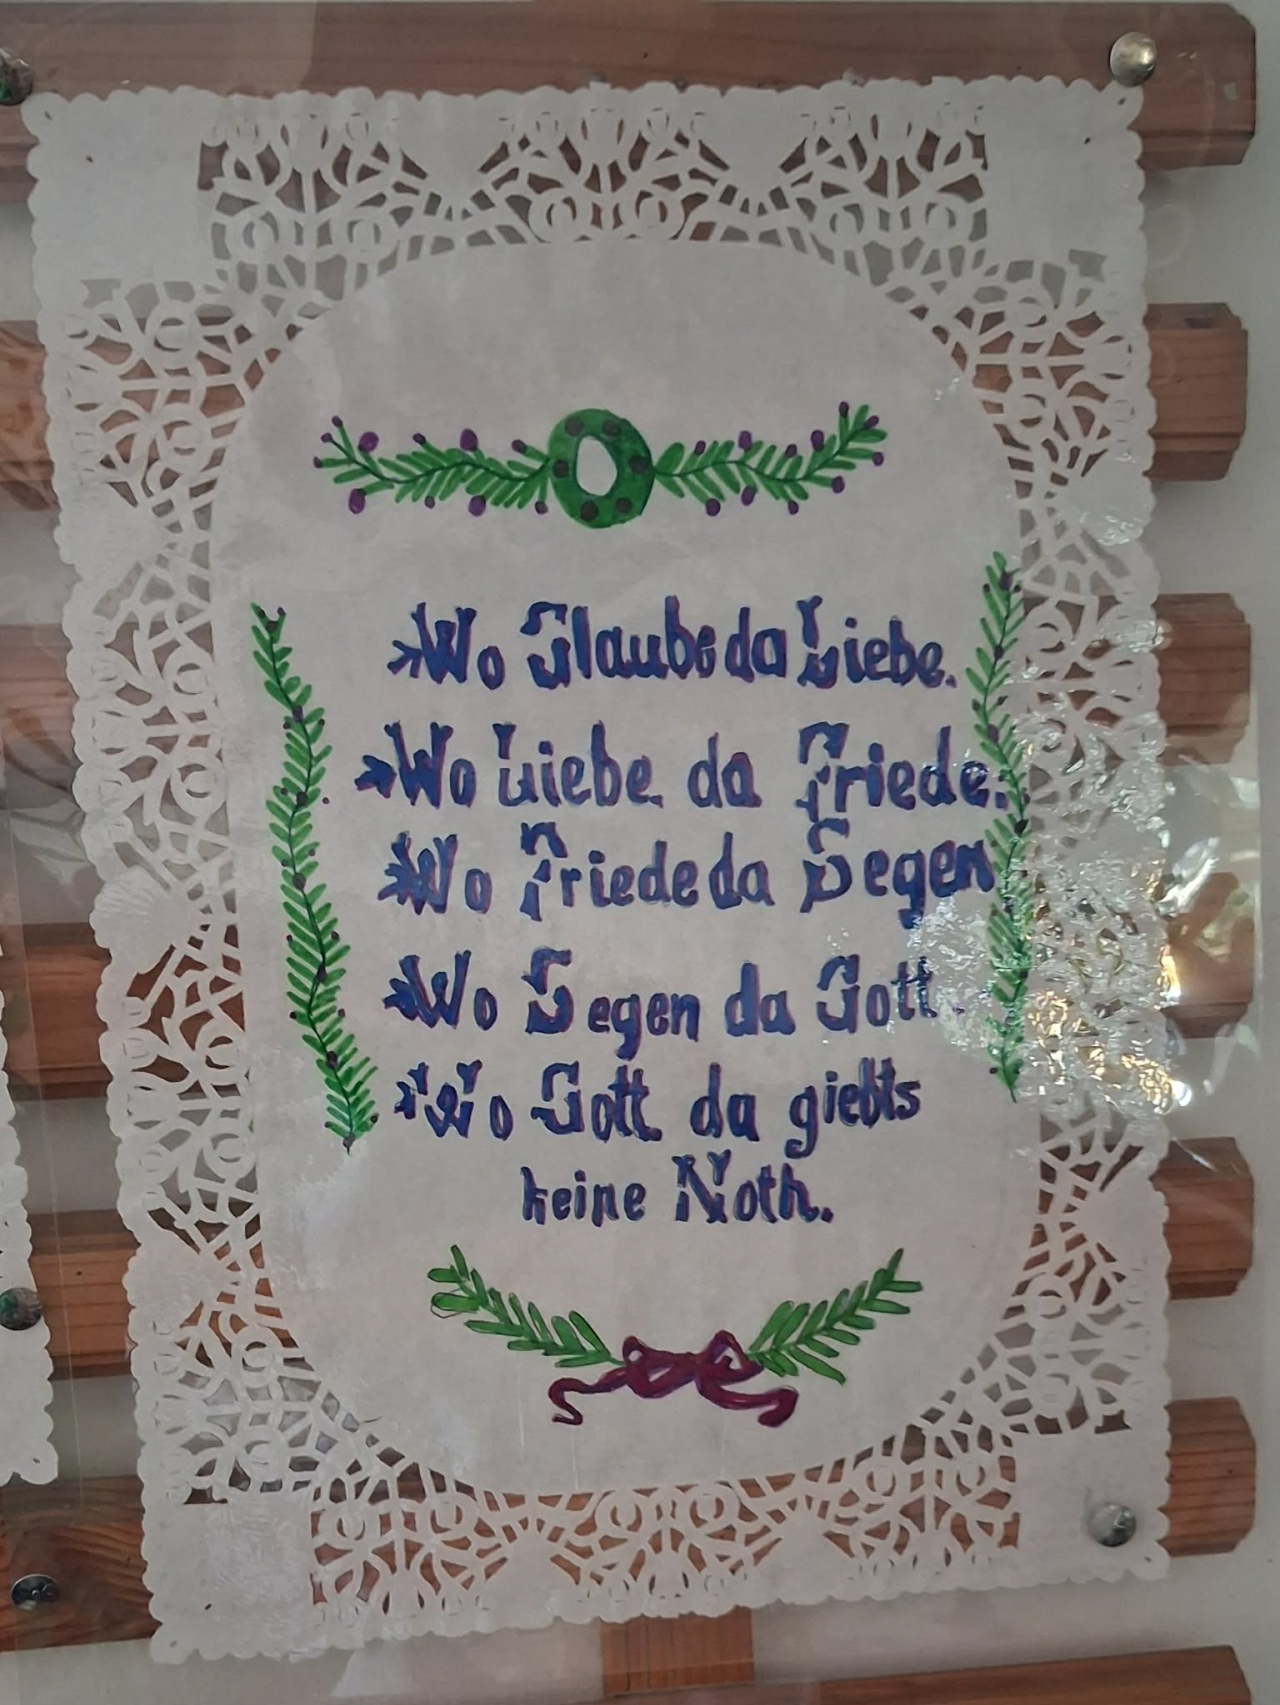 Wo Glaube da Liebe.
Wo Liebe da Friede.
Wo Friede da Segen
Wo Segen da Gott.
Wo Gott da giebts
keine Noth.